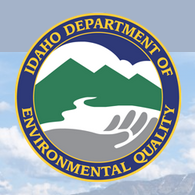 IDAHO DEPARTMENT OF
ENVIRONMENTAL QUALITY